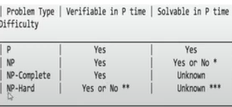 | Problem Type | Verifiable in P time | Solvable in P time |
Difficulty
| P | Yes | Yes
| NP | Yes | Yes or No *
| NP-Complete | Yes | Unknown
| NP-Hard | Yes or No ** | Unknown ***